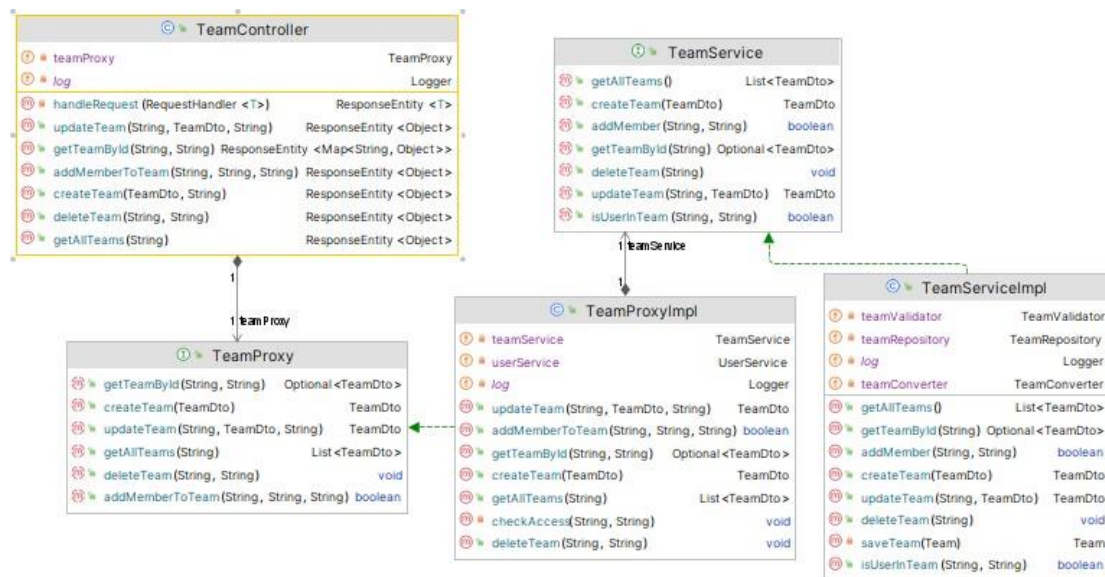 TeamController
teamProxy TeamProxy
log Logger
handleRequest (RequestHandler <T>) ResponseEntity <T>
updateTeam(String, TeamDto, String) ResponseEntity <Object>
getTeamById(String, String) ResponseEntity <Map<String, Object>>
addMemberToTeam(String, String, String) ResponseEntity <Object>
createTeam(TeamDto, String) ResponseEntity <Object>
deleteTeam(String, String) ResponseEntity <Object>
getAllTeams(String) ResponseEntity <Object>
1
1 teamProxy
TeamProxy
getTeamById(String, String) Optional<TeamDto>
createTeam(TeamDto) TeamDto
updateTeam(String, TeamDto, String) TeamDto
getAllTeams(String) List<TeamDto>
deleteTeam(String, String) void
addMemberToTeam(String, String, String) boolean
TeamService
getAllTeams() List<TeamDto>
createTeam(TeamDto) TeamDto
addMember(String, String) boolean
getTeamById(String) Optional<TeamDto>
deleteTeam(String) void
updateTeam(String, TeamDto) TeamDto
isUserInTeam (String, String) boolean
1 teamService
1
TeamProxyImpl
teamService TeamService
userService UserService
log Logger
updateTeam(String, TeamDto, String) TeamDto
addMemberToTeam(String, String, String) boolean
getTeamById(String, String) Optional<TeamDto>
createTeam(TeamDto) TeamDto
getAllTeams(String) List<TeamDto>
checkAccess(String, String) void
deleteTeam(String, String) void
TeamServiceImpl
teamValidator TeamValidator
teamRepository TeamRepository
log Logger
teamConverter TeamConverter
getAllTeams() List<TeamDto>
getTeamById(String) Optional<TeamDto>
addMember(String, String) boolean
createTeam(TeamDto) TeamDto
updateTeam(String, TeamDto) TeamDto
deleteTeam(String) void
saveTeam(Team) Team
isUserInTeam (String, String) boolean